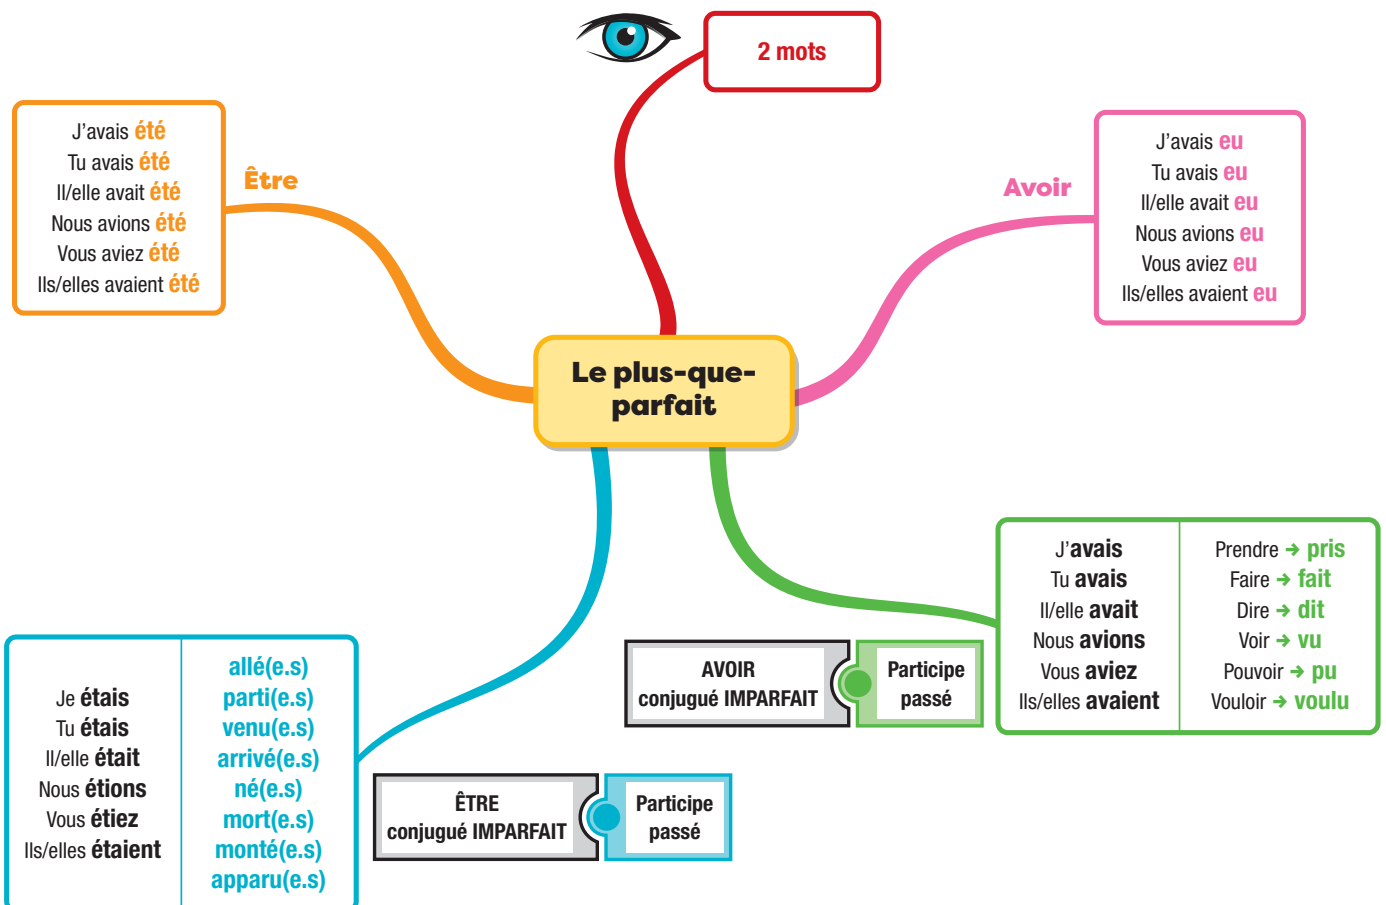 2 mots
J'avais été
Tu avais été
Il/elle avait été
Nous avions été
Vous aviez été
Ils/elles avaient été
Être
Avoir
J'avais eu
Tu avais eu
Il/elle avait eu
Nous avions eu
Vous aviez eu
Ils/elles avaient eu
Le plus-que-
parfait
J'avais
Tu avais
Il/elle avait
Nous avions
Vous aviez
Ils/elles avaient
Prendre → pris
Faire → fait
Dire → dit
Voir → vu
Pouvoir → pu
Vouloir → voulu
AVOIR
conjugué IMPARFAIT
Participe
passé
Je étais
Tu étais
Il/elle était
Nous étions
Vous étiez
Ils/elles étaient
allé(e.s)
parti(e.s)
venu(e.s)
arrivé(e.s)
né(e.s)
mort(e.s)
monté(e.s)
apparu(e.s)
ÊTRE
conjugué IMPARFAIT
Participe
passé